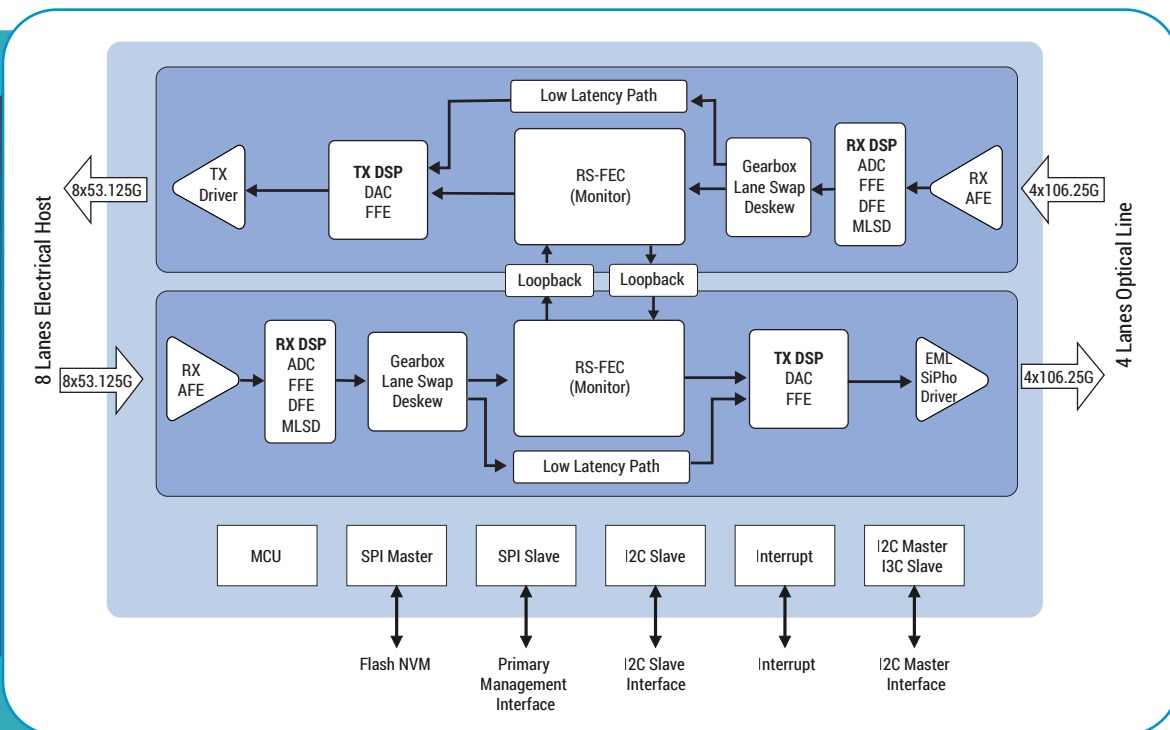 Low Latency Path
8 Lanes Electrical Host
8x53.125G
TX
Driver
TX DSP
DAC
FFE
RS-FEC
(Monitor)
Gearbox
Lane Swap
Deskew
RX DSP
ADC
FFE
DFE
MLSD
RX
AFE
4x106.25G
4 Lanes Optical Line
Loopback
Loopback
8x53.125G
RX
AFE
RX DSP
ADC
FFE
DFE
MLSD
Gearbox
Lane Swap
Deskew
RS-FEC
(Monitor)
TX DSP
DAC
FFE
EML
SiPho
Driver
4x106.25G
Low Latency Path
MCU
SPI Master
SPI Slave
I2C Slave
Interrupt
I2C Master
I3C Slave
Flash NVM
Primary
Management
Interface
I2C Slave
Interface
Interrupt
I2C Master
Interface